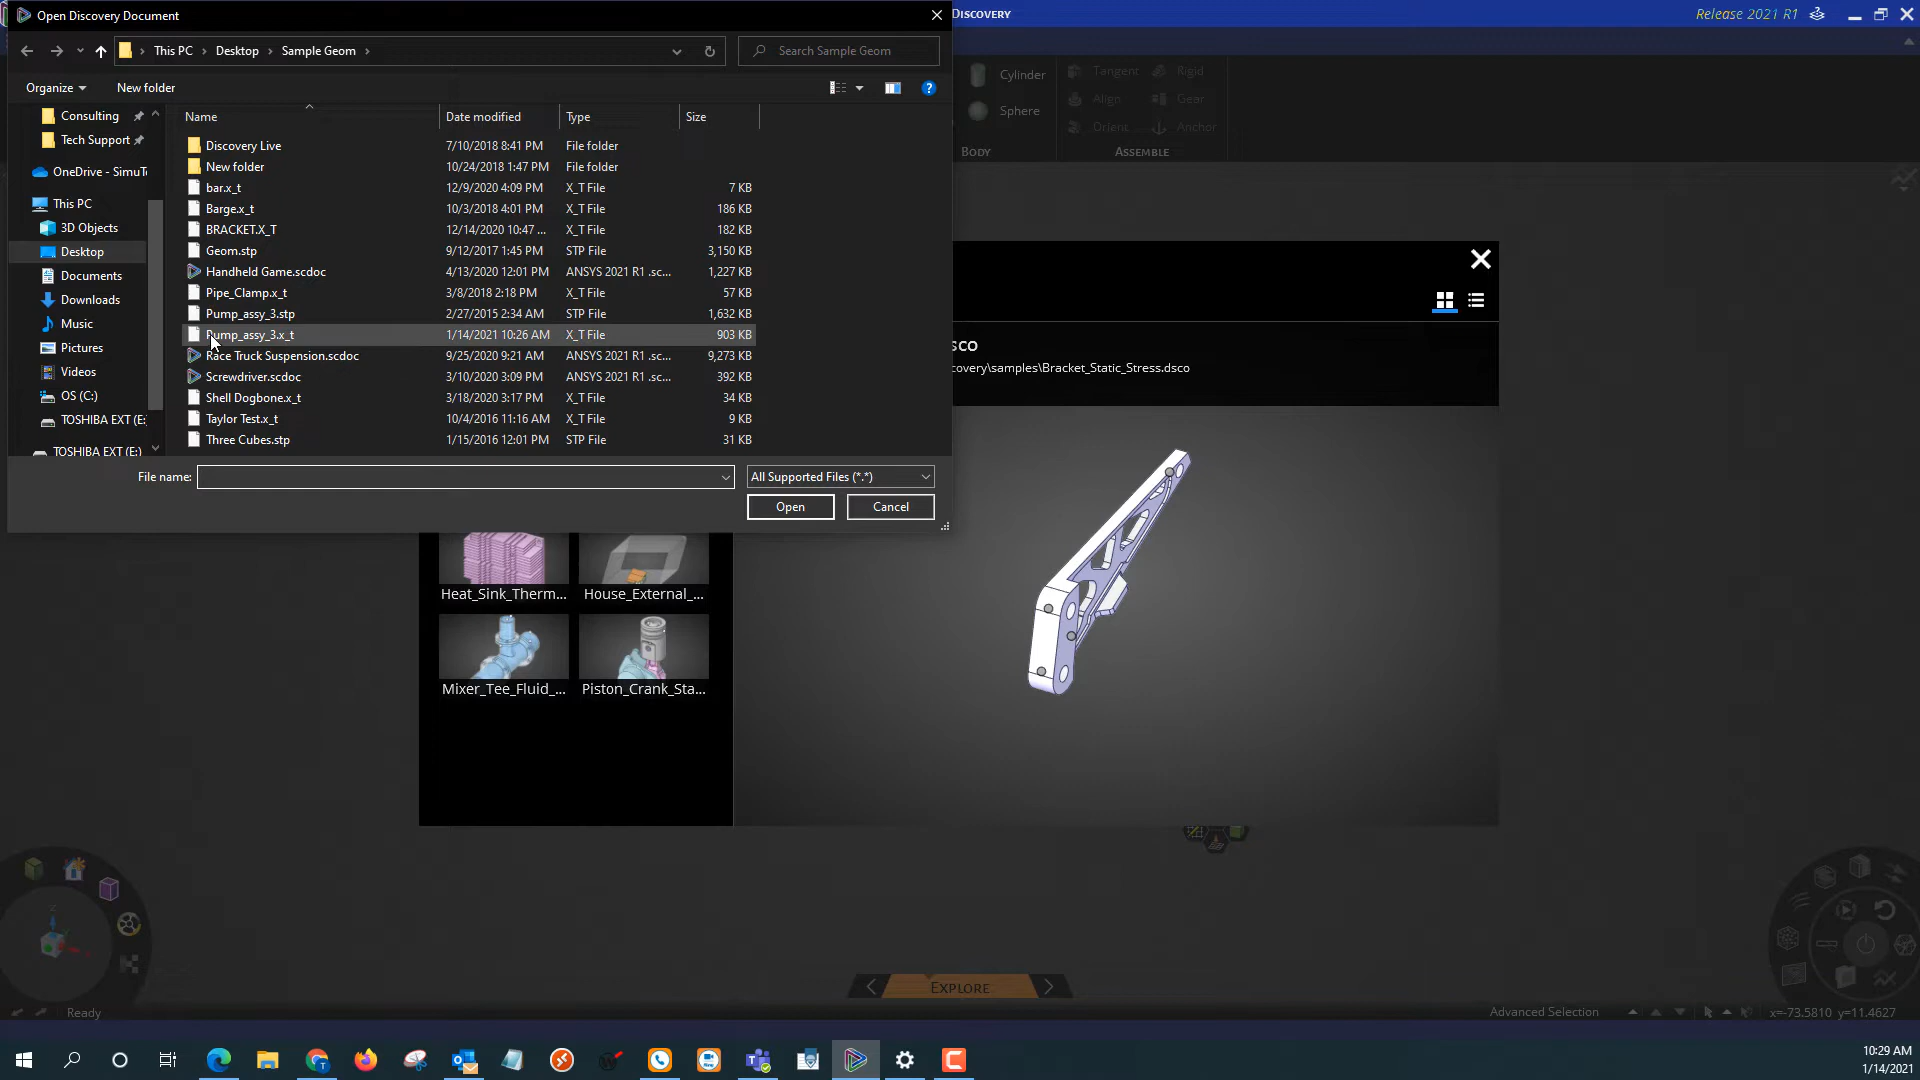 Open Discovery Document
DISCOVERY
Release 2021 R1
This PC > Desktop > Sample Geom >
Search Sample Geom
Organize
New folder
Cylinder
Sphere
BODY
Tangent
Rigid
Align
Gear
Orient
Anchor
ASSEMBLE
Consulting
Tech Support
OneDrive - SimuT
This PC
3D Objects
Desktop
Documents
Downloads
Music
Pictures
Videos
OS (C:)
TOSHIBA EXT (E:
TOSHIBA EXT (E:)
Name Date modified Type Size
Discovery Live 7/10/2018 8:41 PM File folder
New folder 10/24/2018 1:47 PM File folder
bar.x_t 12/9/2020 4:09 PM X_T File 7 KB
Barge.x_t 10/3/2018 4:01 PM X_T File 186 KB
BRACKET.X_T 12/14/2020 10:47 ... X_T File 182 KB
Geom.stp 9/12/2017 1:45 PM STP File 3,150 KB
Handheld Game.scdoc 4/13/2020 12:01 PM ANSYS 2021 R1 .sc... 1,227 KB
Pipe_Clamp.x_t 3/8/2018 2:18 PM X_T File 57 KB
Pump_assy_3.stp 2/27/2015 2:34 AM STP File 1,632 KB
Pump_assy_3.x_t 1/14/2021 10:26 AM X_T File 903 KB
Race Truck Suspension.scdoc 9/25/2020 9:21 AM ANSYS 2021 R1 .sc... 9,273 KB
Screwdriver.scdoc 3/10/2020 3:09 PM ANSYS 2021 R1 .sc... 392 KB
Shell Dogbone.x_t 3/18/2020 3:17 PM X_T File 34 KB
Taylor Test.x_t 10/4/2016 11:16 AM X_T File 9 KB
Three Cubes.stp 1/15/2016 12:01 PM STP File 31 KB
File name:
All Supported Files (*.*)
Open
Cancel
sco
covery\samples\Bracket_Static_Stress.dsco
Heat_Sink_Therm...
House_External_...
Mixer_Tee_Fluid_...
Piston_Crank_Sta...
Z
EXPLORE
Ready
Advanced Selection
x=-73.5810 y=11.4627
10:29 AM
1/14/2021